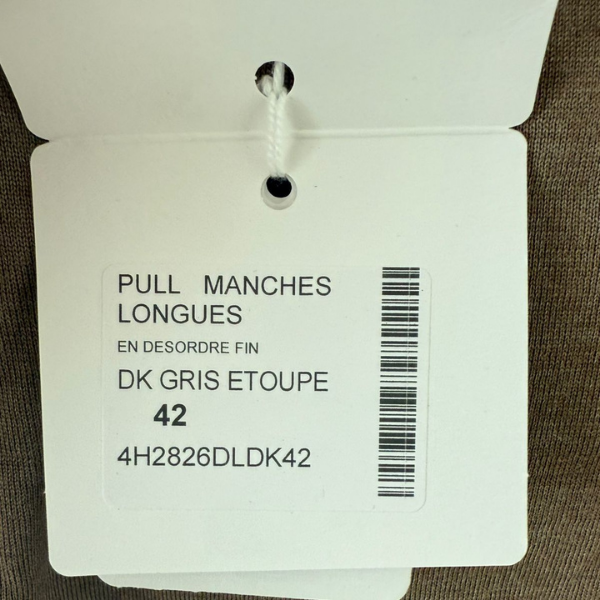 PULL MANCHES
LONGUES
EN DESORDRE FIN
DK GRIS ETOUPE
42
4H2826DLDK42